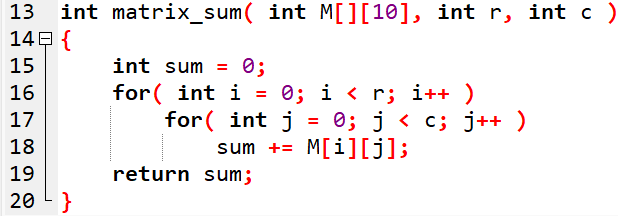 13 int matrix_sum( int M[][10], int r, int c )
14 {
15     int sum = 0;
16     for( int i = 0; i < r; i++ )
17         for( int j = 0; j < c; j++ )
18             sum += M[i][j];
19     return sum;
20 }